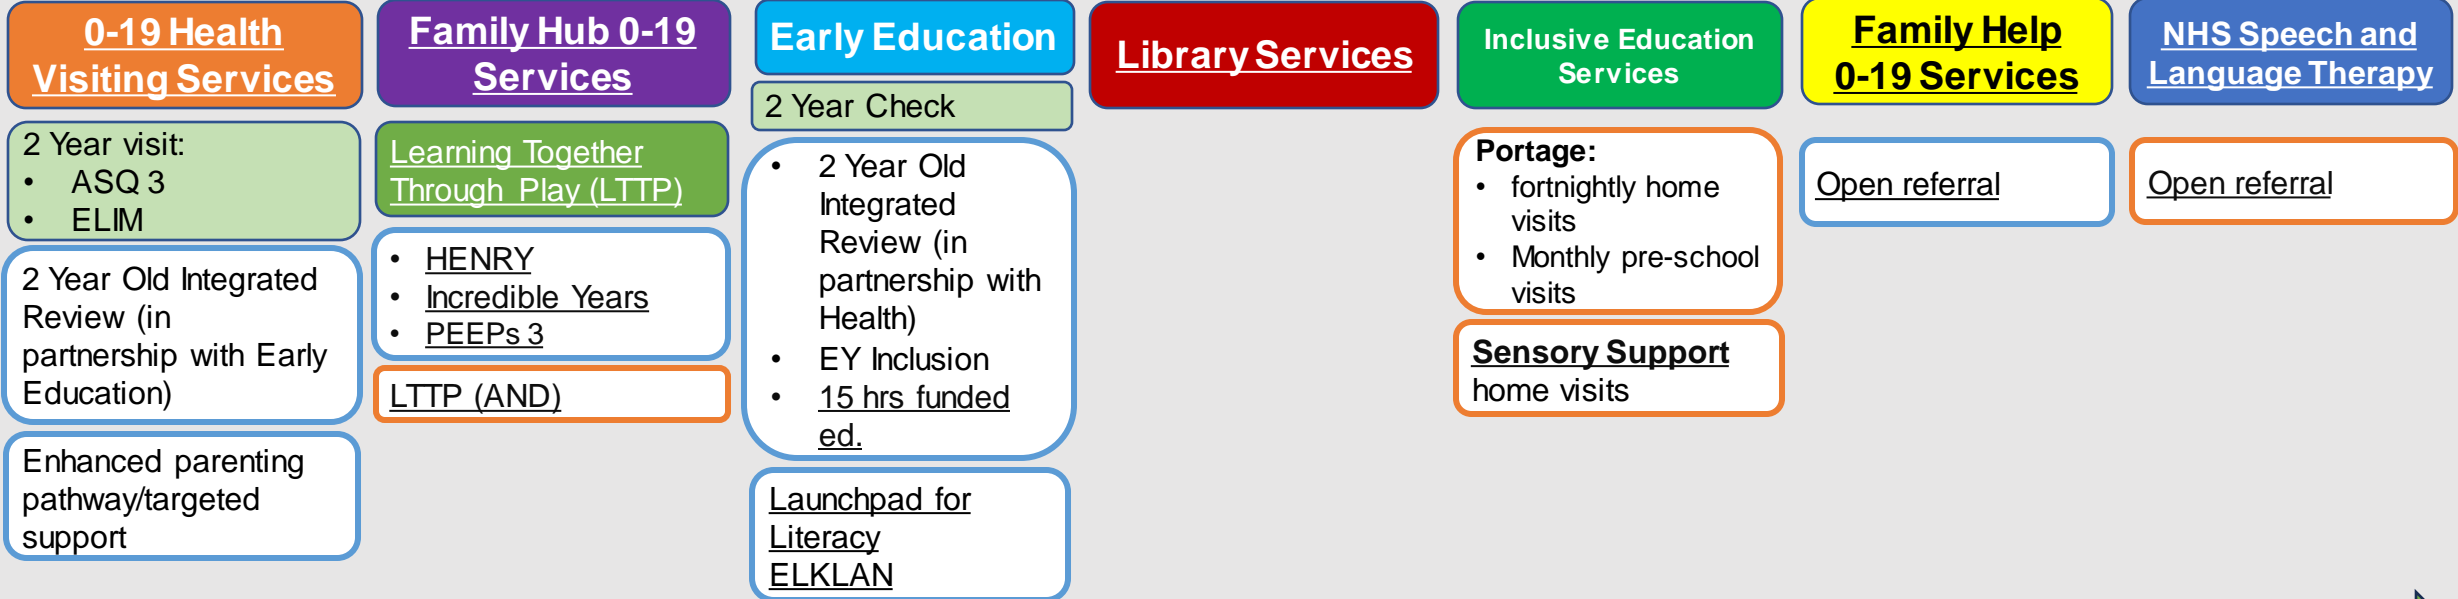 0-19 Health
Visiting Services
2 Year visit:
• ASQ 3
• ELIM
2 Year Old Integrated
Review (in
partnership with Early
Education)
Enhanced parenting
pathway/targeted
support
Family Hub 0-19
Services
Learning Together
Through Play (LTTP)
• HENRY
• Incredible Years
• PEEPs 3
LTTP (AND)
Early Education
2 Year Check
• 2 Year Old
Integrated
Review (in
partnership with
Health)
• EY Inclusion
• 15 hrs funded
ed.
Launchpad for
Literacy
ELKLAN
Library Services
Inclusive Education
Services
Portage:
• fortnightly home
visits
• Monthly pre-school
visits
Sensory Support
home visits
Family Help
0-19 Services
Open referral
NHS Speech and
Language Therapy
Open referral